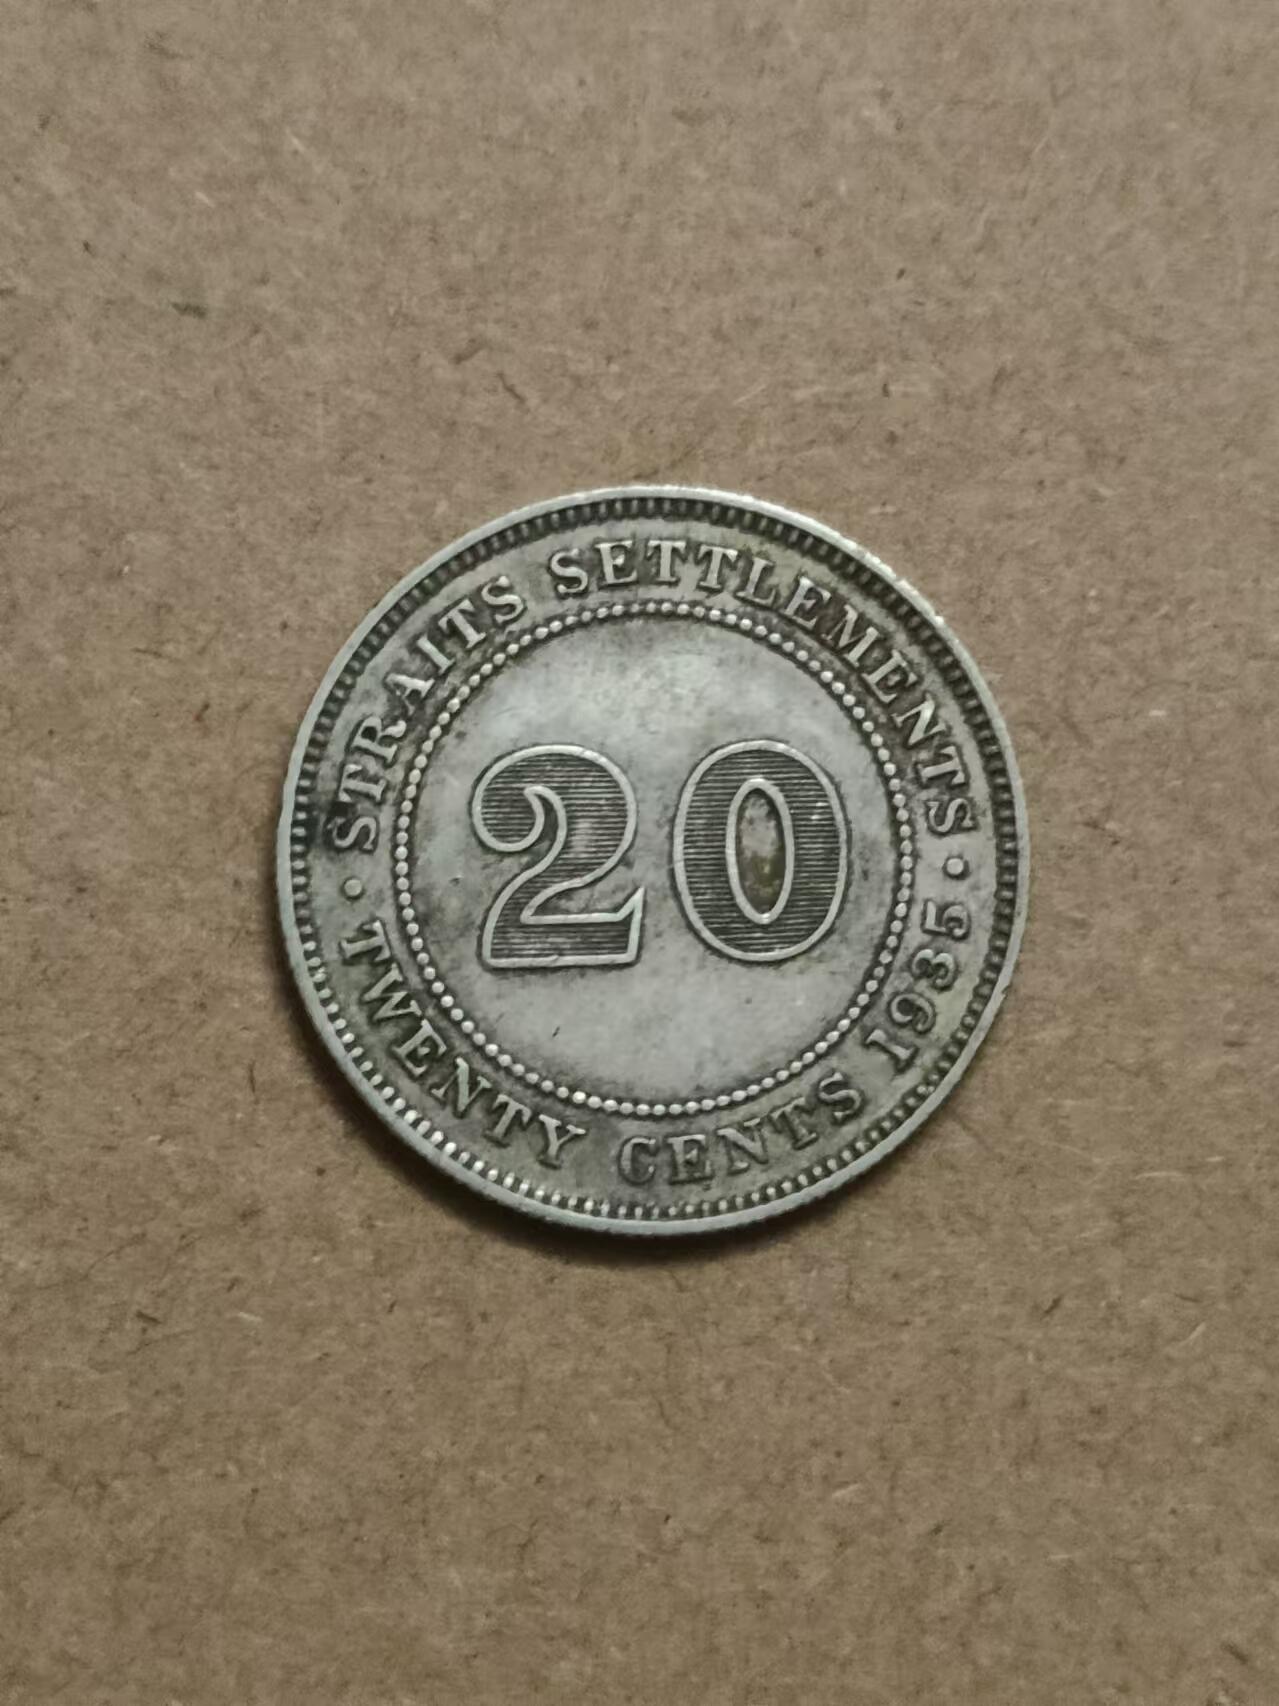 · STRAITS SETTLEMENTS ·
20
TWENTY CENTS 1935